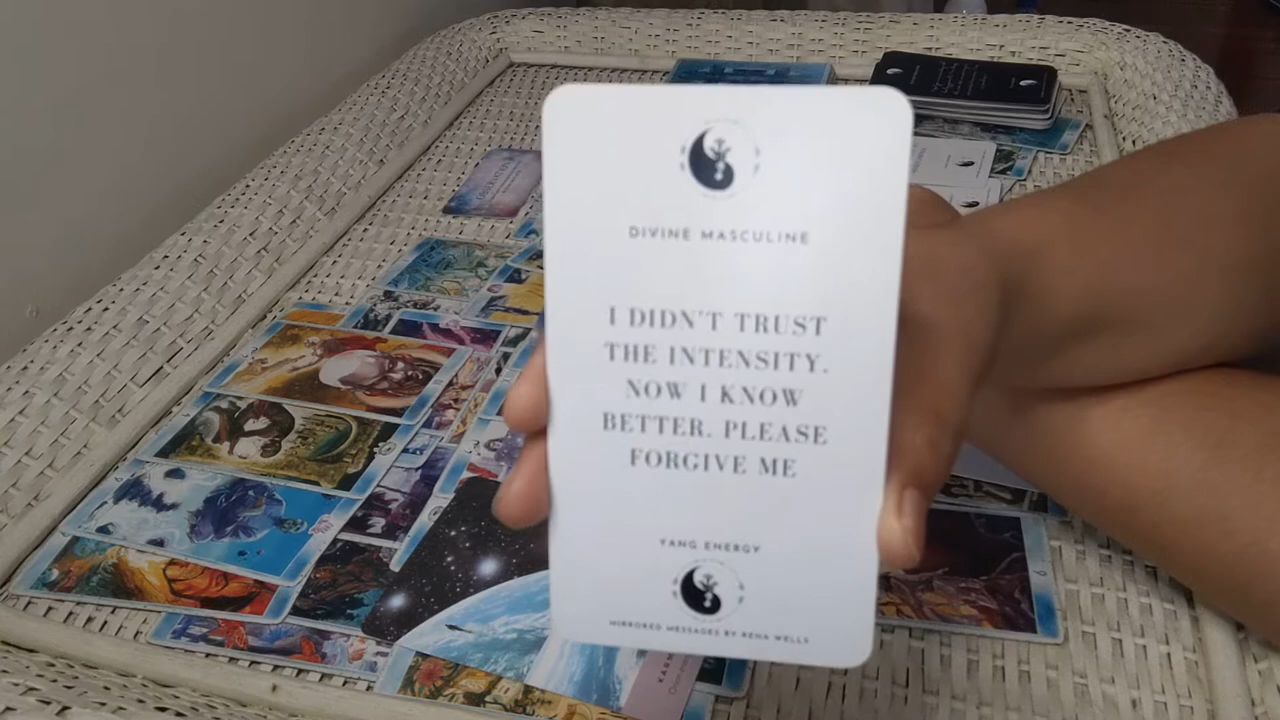 DIVINE MASCULINE
I DIDN'T TRUST
THE INTENSITY.
NOW I KNOW
BETTER. PLEASE
FORGIVE ME
YANG ENERGY
MIRRORED MESSAGES BY RENA WELLS